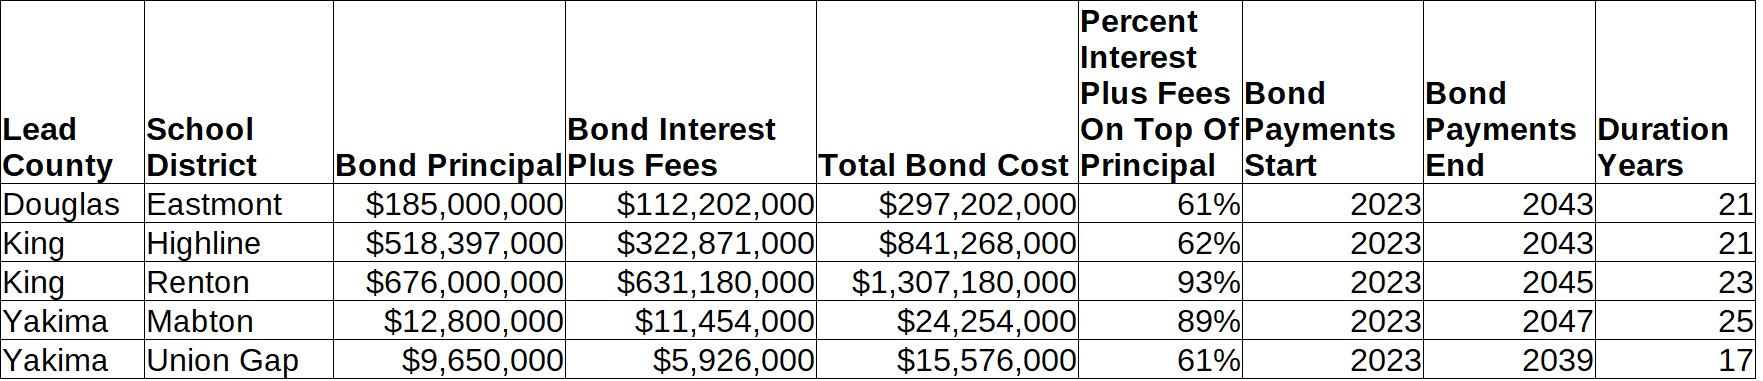 Lead County | School District | Bond Principal | Bond Interest Plus Fees | Total Bond Cost | Percent Interest Plus Fees On Top Of Principal | Bond Payments Start | Bond Payments End | Duration Years
Douglas | Eastmont | $185,000,000 | $112,202,000 | $297,202,000 | 61% | 2023 | 2043 | 21
King | Highline | $518,397,000 | $322,871,000 | $841,268,000 | 62% | 2023 | 2043 | 21
King | Renton | $676,000,000 | $631,180,000 | $1,307,180,000 | 93% | 2023 | 2045 | 23
Yakima | Mabton | $12,800,000 | $11,454,000 | $24,254,000 | 89% | 2023 | 2047 | 25
Yakima | Union Gap | $9,650,000 | $5,926,000 | $15,576,000 | 61% | 2023 | 2039 | 17